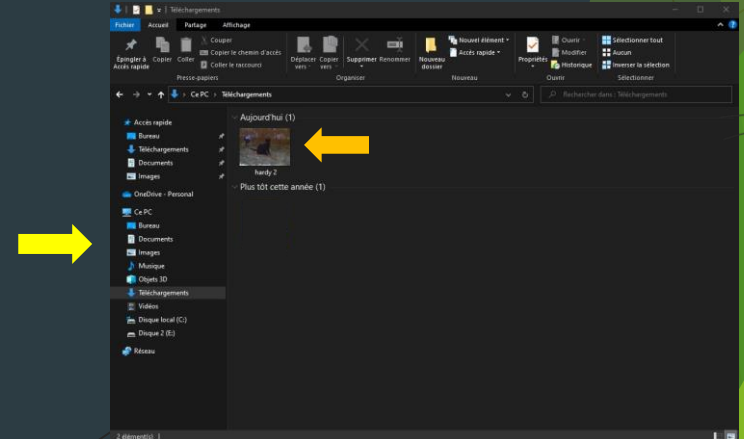 Téléchargements
Fichier Accueil Partage Affichage
Épingler à Accès rapide
Copier
Coller
Couper
Copier le chemin d'accès
Coller le raccourci
Presse-papiers
Déplacer vers
Copier vers
Supprimer
Renommer
Organiser
Nouveau dossier
Nouvel élément
Accès rapide
Nouveau
Propriétés
Ouvrir
Modifier
Historique
Ouvrir
Sélectionner tout
Aucun
Inverser la sélection
Sélectionner
Ce PC > Téléchargements
Rechercher dans : Téléchargements
Accès rapide
Bureau
Téléchargements
Documents
Images
OneDrive - Personal
Ce PC
Bureau
Documents
Images
Musique
Objets 3D
Téléchargements
Vidéos
Disque local (C:)
Disque 2 (E:)
Réseau
Aujourd'hui (1)
hardy 2
Plus tôt cette année (1)
2 élément(s)